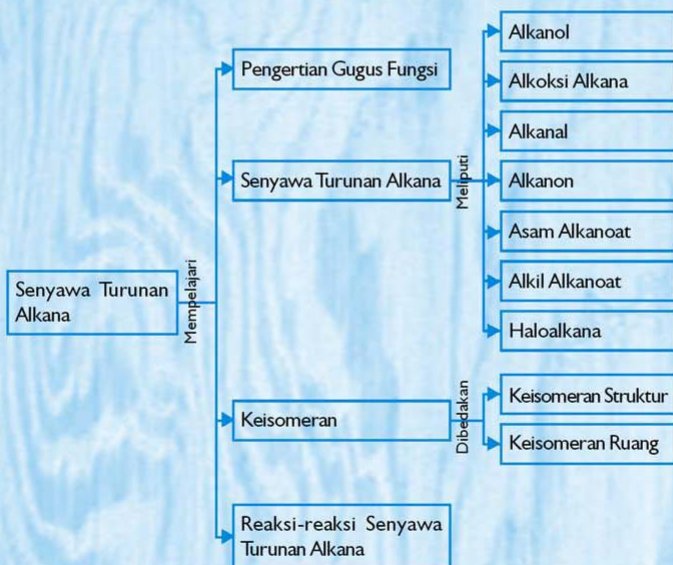 Senyawa Turunan
Alkana
Mempelajari
Pengertian Gugus Fungsi
Senyawa Turunan Alkana
Meliputi
Alkanol
Alkoksi Alkana
Alkanal
Alkanon
Asam Alkanoat
Alkil Alkanoat
Haloalkana
Keisomeran
Dibedakan
Keisomeran Struktur
Keisomeran Ruang
Reaksi-reaksi Senyawa
Turunan Alkana